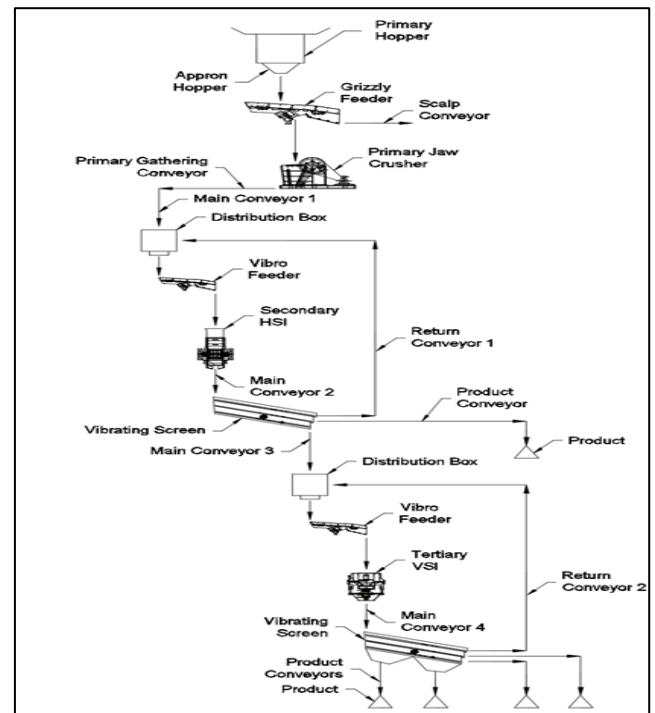 Primary
Hopper
Appron
Hopper
Grizzly
Feeder
Scalp
Conveyor
Primary Gathering
Conveyor
Primary Jaw
Crusher
Main Conveyor 1
Distribution Box
Vibro
Feeder
Secondary
HSI
Return
Conveyor 1
Main
Conveyor 2
Product
Conveyor
Vibrating Screen
Product
Main Conveyor 3
Distribution Box
Vibro
Feeder
Tertiary
VSI
Return
Conveyor 2
Main
Conveyor 4
Vibrating
Screen
Product
Conveyors
Product